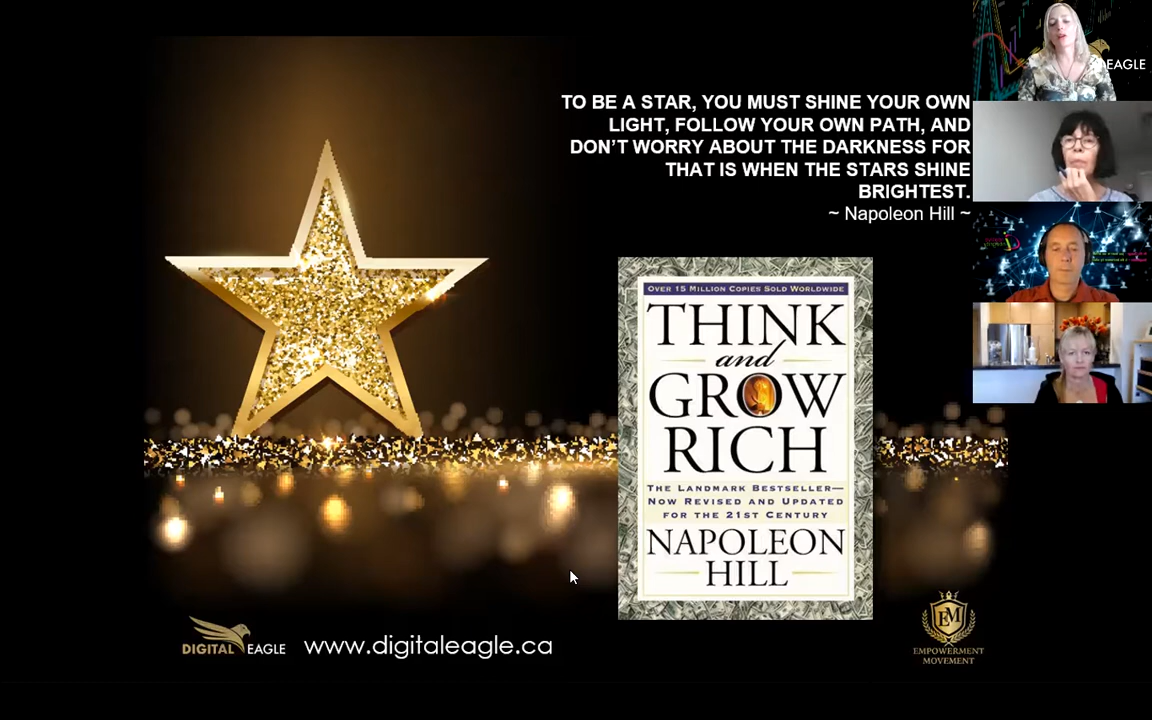 TO BE A STAR, YOU MUST SHINE YOUR OWN
LIGHT, FOLLOW YOUR OWN PATH, AND
DON'T WORRY ABOUT THE DARKNESS FOR
THAT IS WHEN THE STARS SHINE
BRIGHTEST.
~ Napoleon Hill ~
OVER 15 MILLION COPIES SOLD WORLDWIDE
THINK
and
GROW
RICH
THE LANDMARK BESTSELLER—
NOW REVISED AND UPDATED
FOR THE 21ST CENTURY
NAPOLEON
HILL
DIGITAL EAGLE
www.digitaleagle.ca
EM
EMPOWERMENT
MOVEMENT
EAGLE